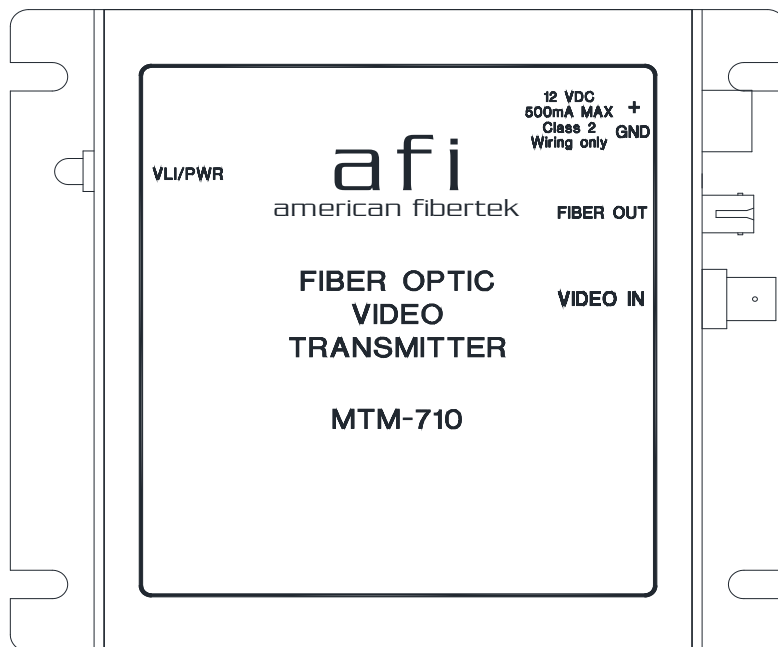 12 VDC +
500mA MAX
Class 2 GND
Wiring only
VLI/PWR
afi
american fibertek
FIBER OUT
FIBER OPTIC
VIDEO IN
VIDEO
TRANSMITTER
MTM-710